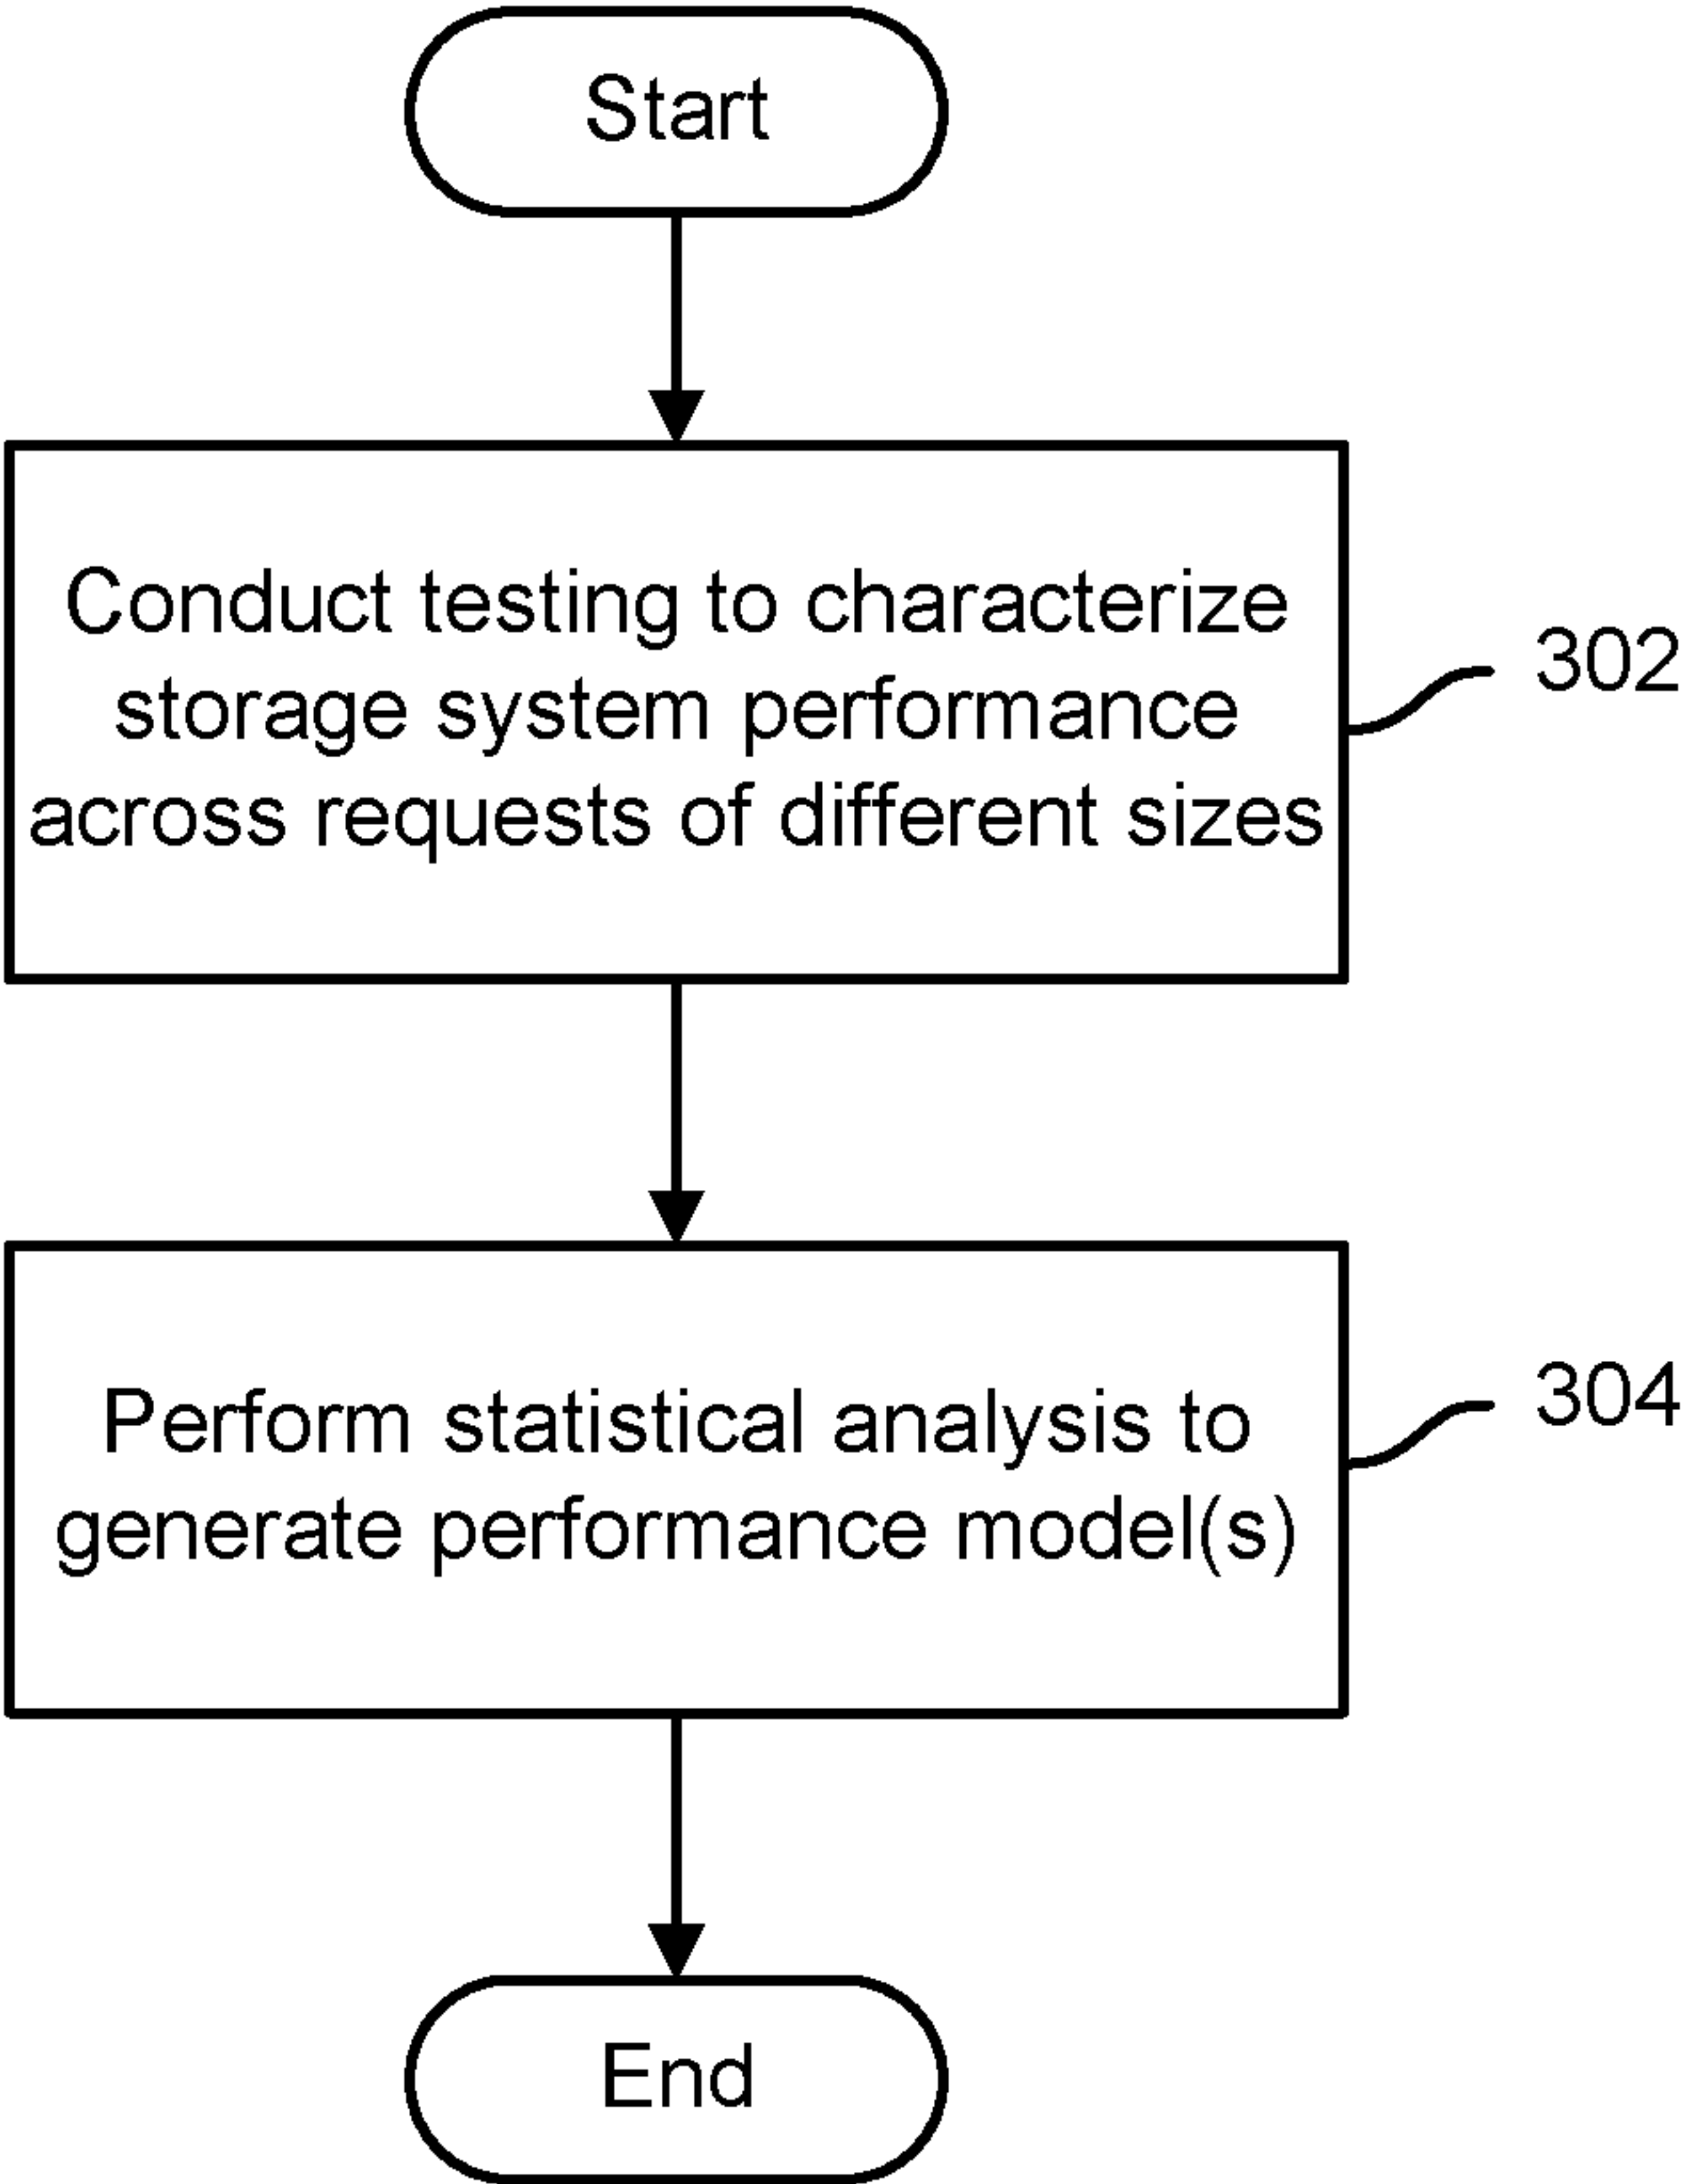 Start
Conduct testing to characterize
storage system performance
across requests of different sizes
302
Perform statistical analysis to
generate performance model(s)
304
End